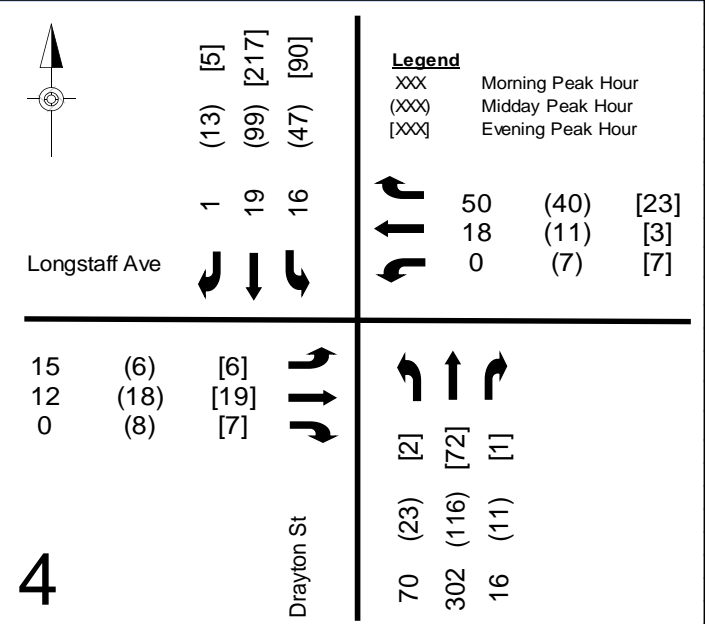 Legend
XXX Morning Peak Hour
(XXX) Midday Peak Hour
[XXX] Evening Peak Hour
1 (13) [5]
19 (99) [217]
16 (47) [90]
50 (40) [23]
18 (11) [3]
0 (7) [7]
Longstaff Ave
15 (6) [6]
12 (18) [19]
0 (8) [7]
Drayton St
70 (23) [2]
302 (116) [72]
16 (11) [1]
4